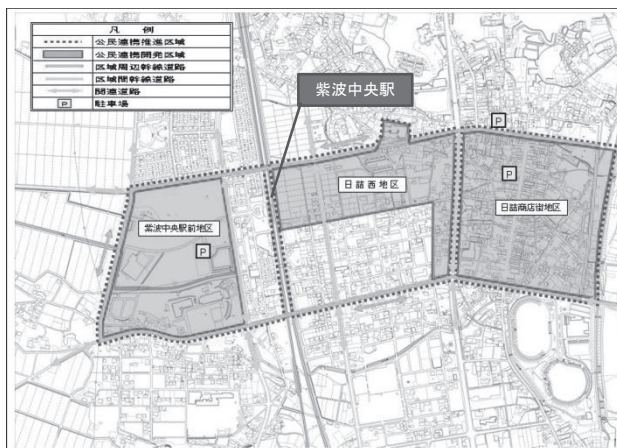 凡 例
公民連携推進区域
公民連携開発区域
区域周辺幹線道路
区域間幹線道路
関連道路
P 駐車場
紫波中央駅
P
P
日詰西地区
日詰商店街地区
紫波中央駅前地区
P